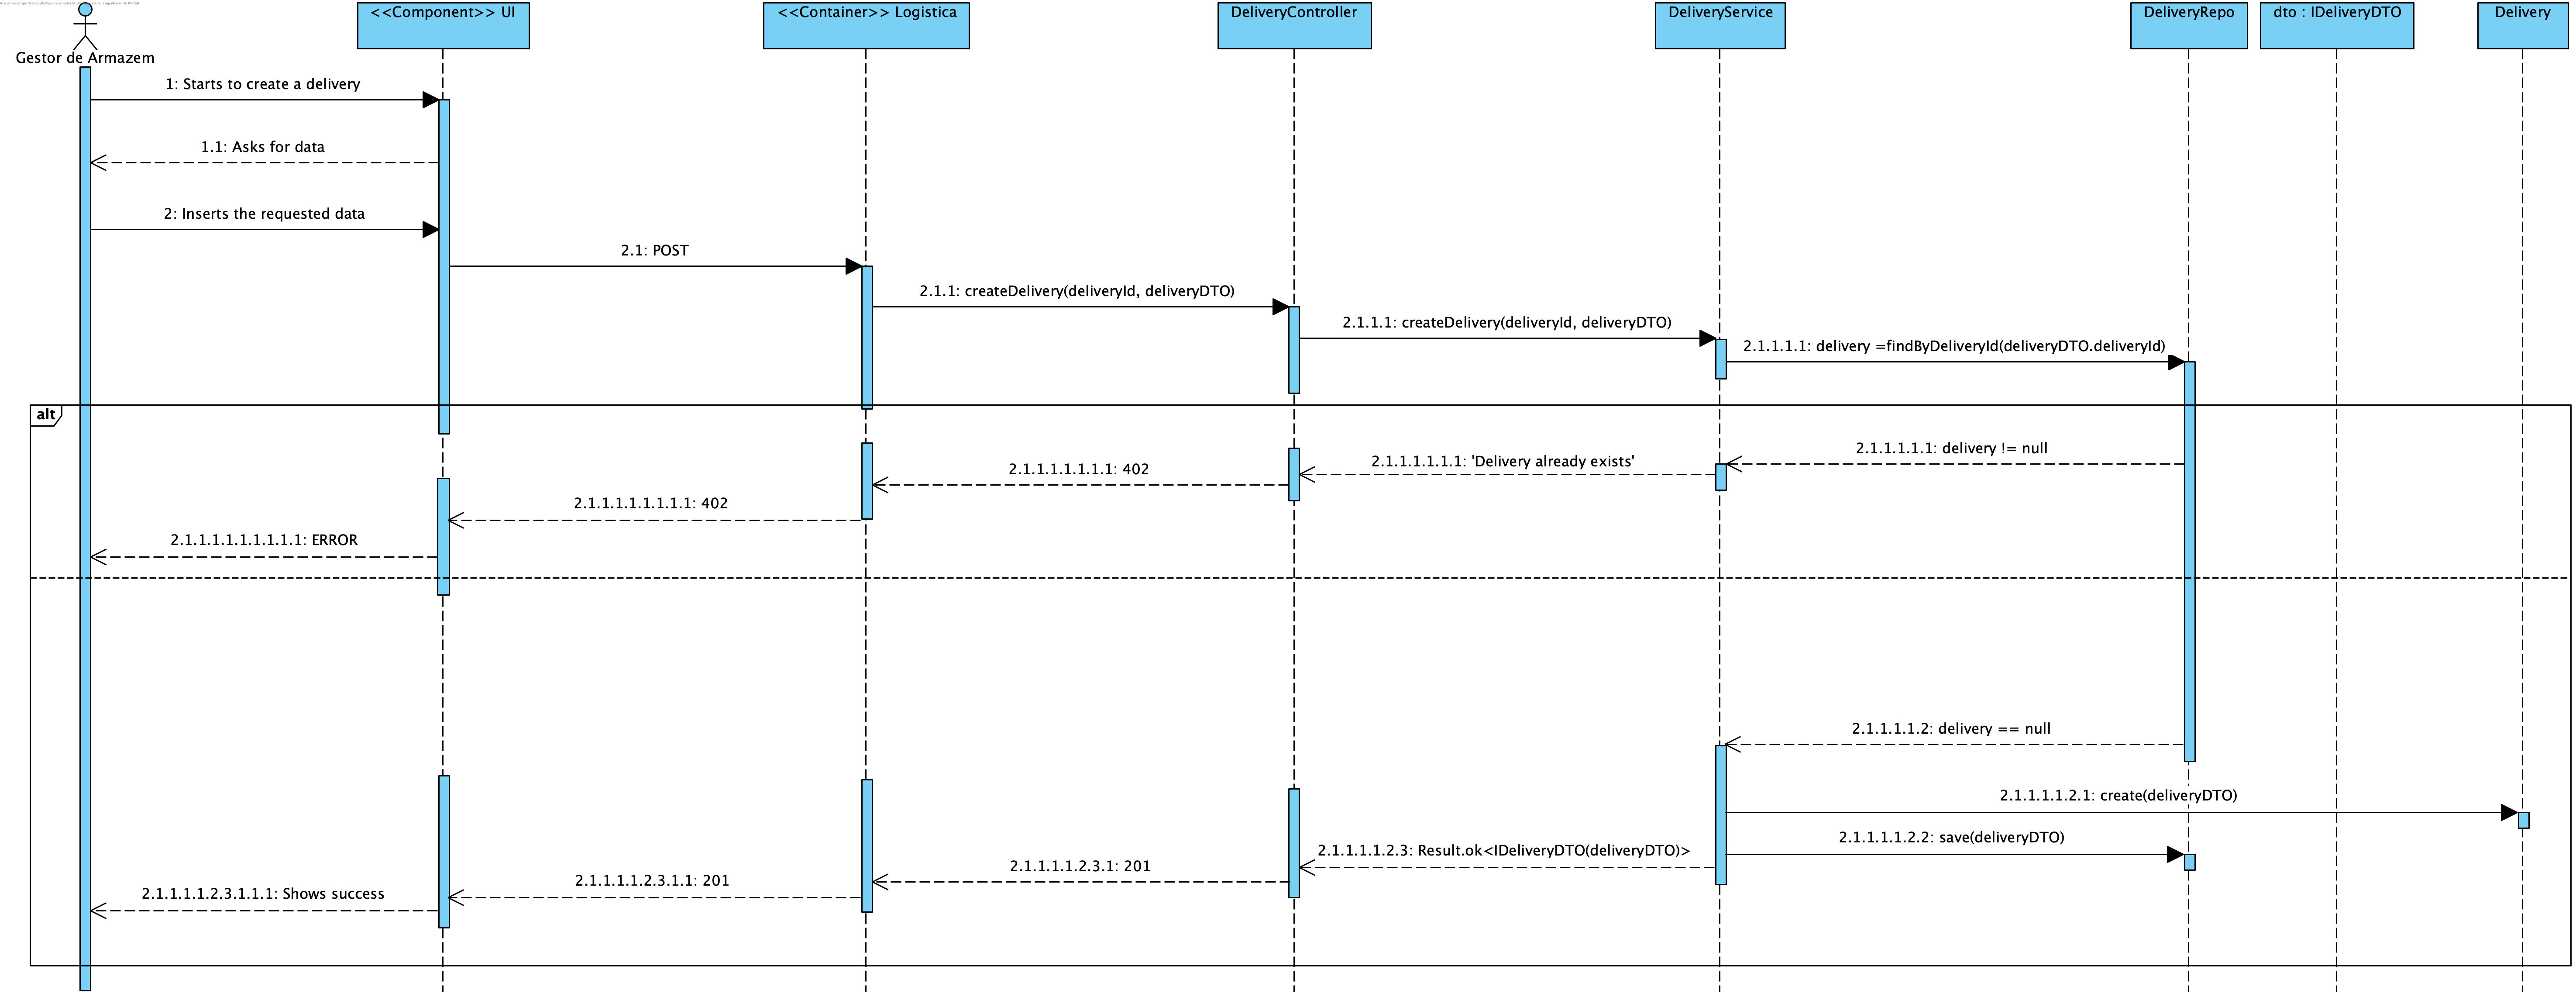 Gestor de Armazem
<<Component>> UI
<<Container>> Logistica
DeliveryController
DeliveryService
DeliveryRepo
dto : IDeliveryDTO
Delivery
1: Starts to create a delivery
1.1: Asks for data
2: Inserts the requested data
2.1: POST
2.1.1: createDelivery(deliveryId, deliveryDTO)
2.1.1.1: createDelivery(deliveryId, deliveryDTO)
2.1.1.1.1: delivery =findByDeliveryId(deliveryDTO.deliveryId)
alt
2.1.1.1.1.1: delivery != null
2.1.1.1.1.1.1: 'Delivery already exists'
2.1.1.1.1.1.1.1: 402
2.1.1.1.1.1.1.1.1: 402
2.1.1.1.1.1.1.1.1.1: ERROR
2.1.1.1.1.2: delivery == null
2.1.1.1.1.2.1: create(deliveryDTO)
2.1.1.1.1.2.2: save(deliveryDTO)
2.1.1.1.1.2.3: Result.ok<IDeliveryDTO(deliveryDTO)>
2.1.1.1.1.2.3.1: 201
2.1.1.1.1.2.3.1.1: 201
2.1.1.1.1.2.3.1.1.1: Shows success